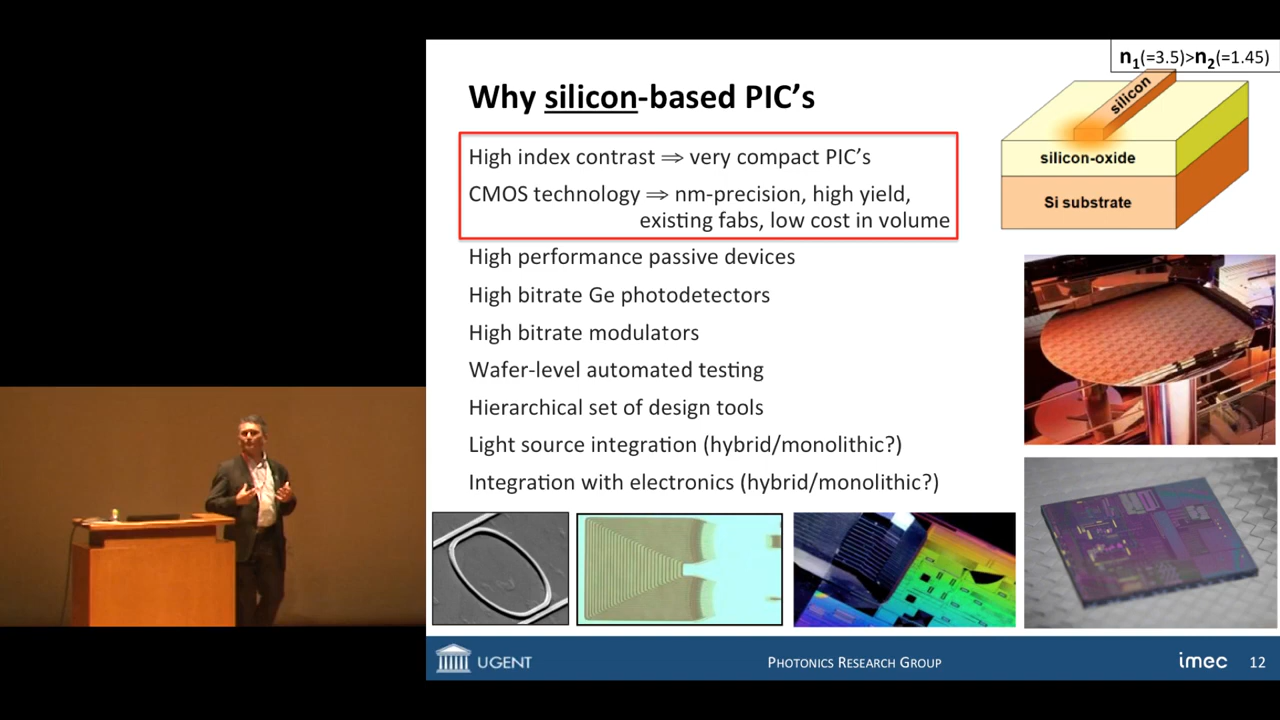 n1(=3.5)>n2(=1.45)
Why silicon-based PIC's
High index contrast ⇒ very compact PIC's
CMOS technology ⇒ nm-precision, high yield,
existing fabs, low cost in volume
High performance passive devices
High bitrate Ge photodetectors
High bitrate modulators
Wafer-level automated testing
Hierarchical set of design tools
Light source integration (hybrid/monolithic?)
Integration with electronics (hybrid/monolithic?)
silicon
silicon-oxide
Si substrate
UGENT
PHOTONICS RESEARCH GROUP
imec
12